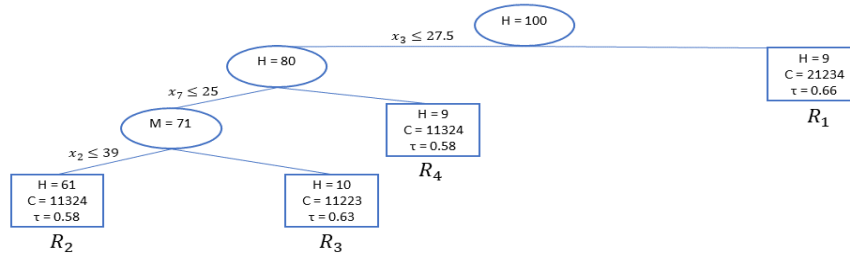 H = 100
x₃ ≤ 27.5
H = 80
H = 9
C = 21234
τ = 0.66
R₁
x₇ ≤ 25
M = 71
H = 9
C = 11324
τ = 0.58
R₄
x₂ ≤ 39
H = 61
C = 11324
τ = 0.58
R₂
H = 10
C = 11223
τ = 0.63
R₃